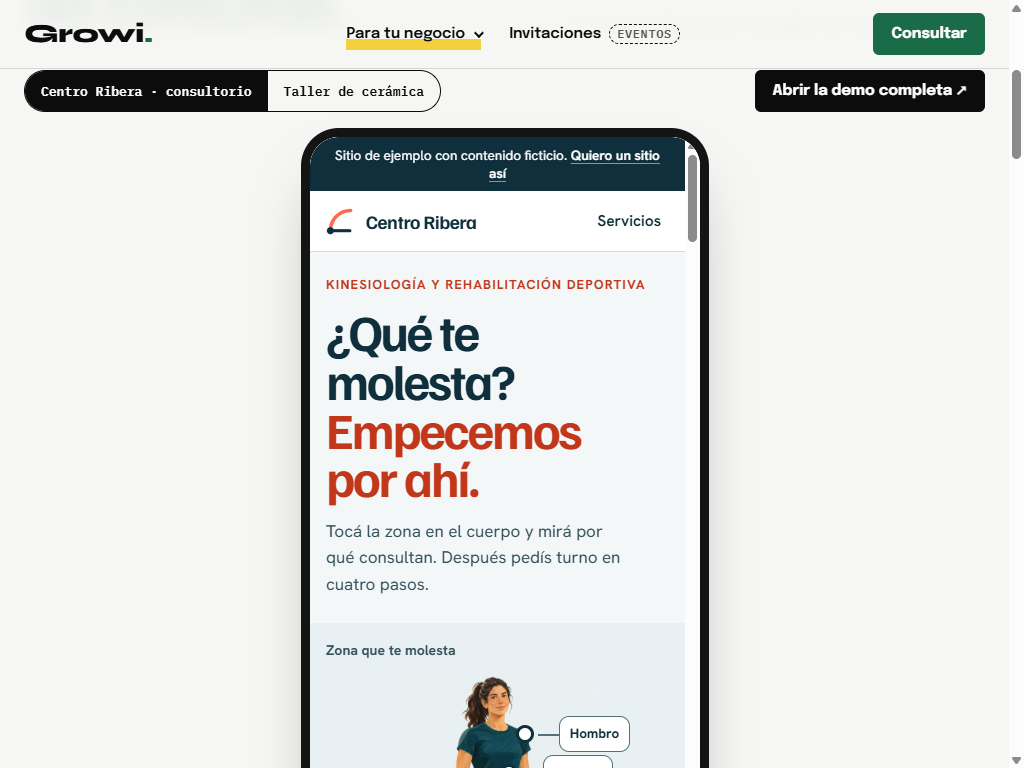 Growi.
Para tu negocio
Invitaciones EVENTOS
Consultar
Centro Ribera · consultorio
Taller de cerámica
Abrir la demo completa ↗
Sitio de ejemplo con contenido ficticio. Quiero un sitio
así
Centro Ribera
Servicios
KINESIOLOGÍA Y REHABILITACIÓN DEPORTIVA
¿Qué te
molesta?
Empecemos
por ahí.
Tocá la zona en el cuerpo y mirá por
qué consultan. Después pedís turno en
cuatro pasos.
Zona que te molesta
Hombro